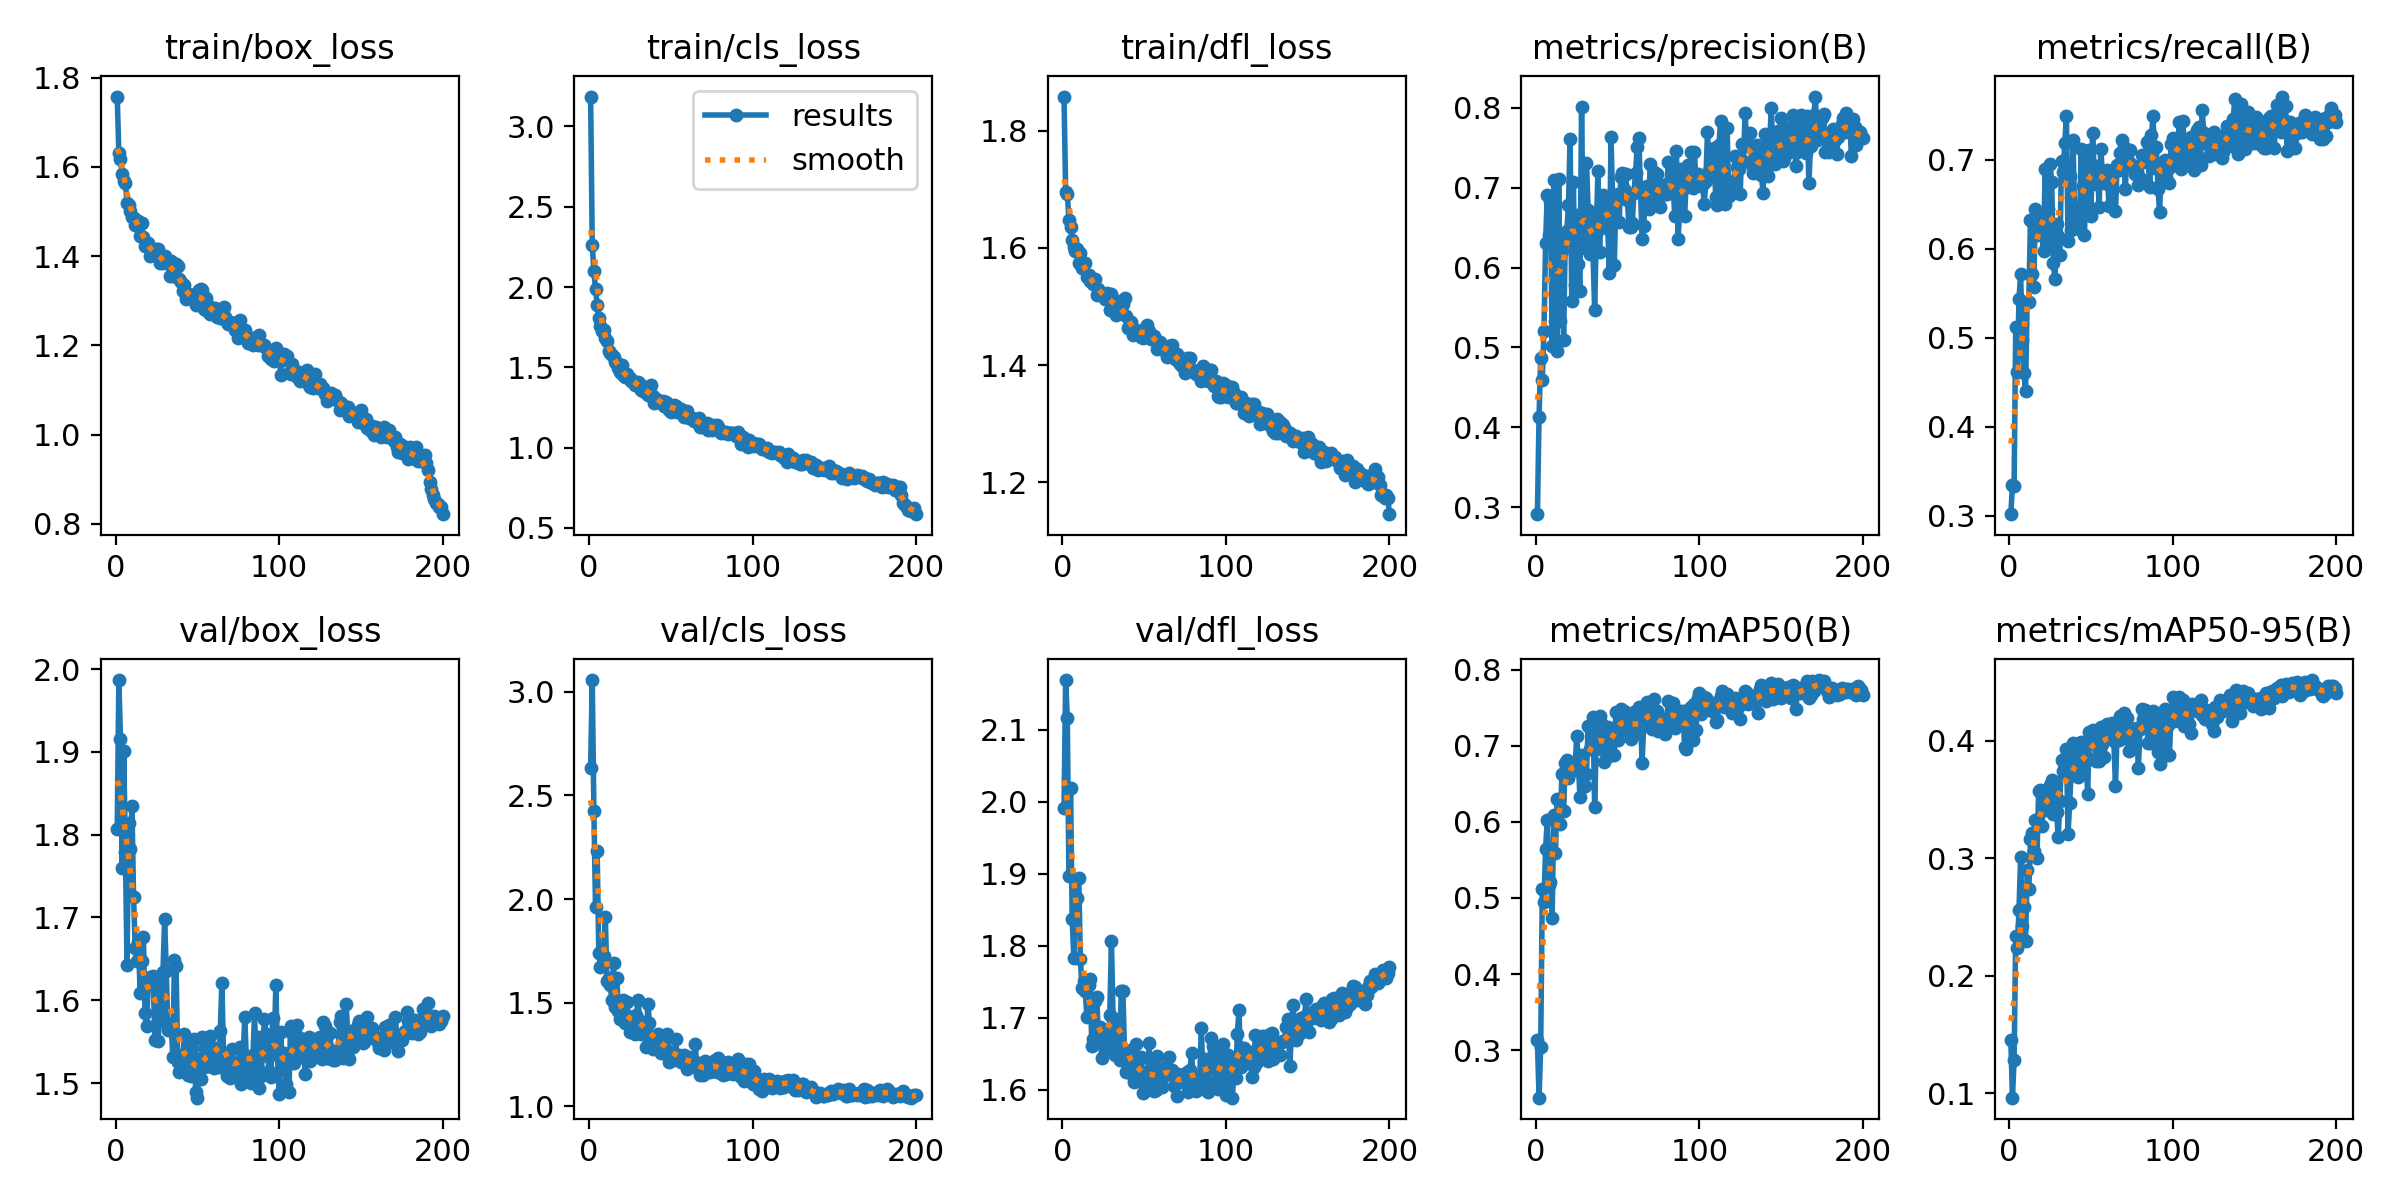 train/box_loss
1.8
1.6
1.4
1.2
1.0
0.8
0 100 200
train/cls_loss
results
smooth
3.0
2.5
2.0
1.5
1.0
0.5
0 100 200
train/dfl_loss
1.8
1.6
1.4
1.2
0 100 200
metrics/precision(B)
0.8
0.7
0.6
0.5
0.4
0.3
0 100 200
metrics/recall(B)
0.7
0.6
0.5
0.4
0.3
0 100 200
val/box_loss
2.0
1.9
1.8
1.7
1.6
1.5
0 100 200
val/cls_loss
3.0
2.5
2.0
1.5
1.0
0 100 200
val/dfl_loss
2.1
2.0
1.9
1.8
1.7
1.6
0 100 200
metrics/mAP50(B)
0.8
0.7
0.6
0.5
0.4
0.3
0 100 200
metrics/mAP50-95(B)
0.4
0.3
0.2
0.1
0 100 200